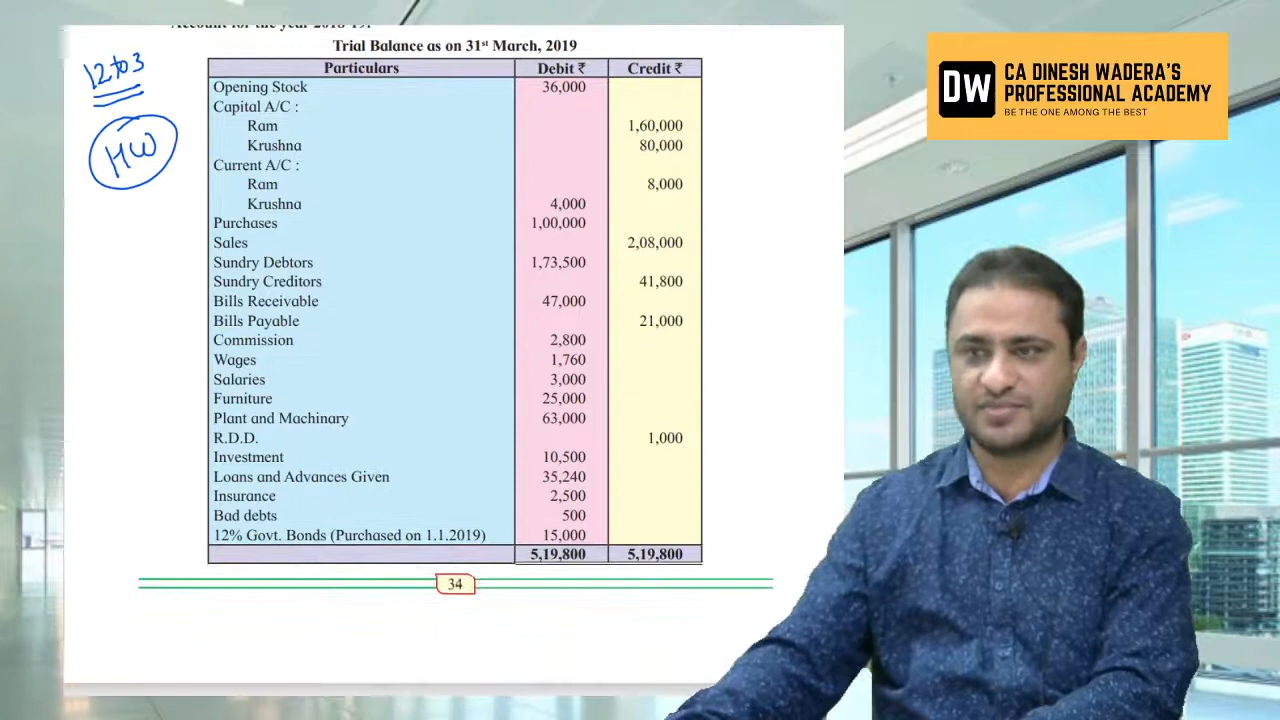 Account for the year 2018-19.
12 to 3
HW
Trial Balance as on 31st March, 2019
Particulars Debit ₹ Credit ₹
Opening Stock 36,000
Capital A/C :
Ram 1,60,000
Krushna 80,000
Current A/C :
Ram 8,000
Krushna 4,000
Purchases 1,00,000
Sales 2,08,000
Sundry Debtors 1,73,500
Sundry Creditors 41,800
Bills Receivable 47,000
Bills Payable 21,000
Commission 2,800
Wages 1,760
Salaries 3,000
Furniture 25,000
Plant and Machinary 63,000
R.D.D. 1,000
Investment 10,500
Loans and Advances Given 35,240
Insurance 2,500
Bad debts 500
12% Govt. Bonds (Purchased on 1.1.2019) 15,000
5,19,800 5,19,800
34
DW
CA DINESH WADERA'S
PROFESSIONAL ACADEMY
BE THE ONE AMONG THE BEST